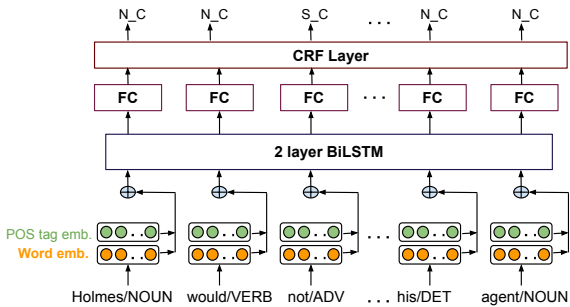 N_C N_C S_C ... N_C N_C
CRF Layer
FC FC FC ... FC FC
2 layer BiLSTM
POS tag emb.
Word emb.
Holmes/NOUN would/VERB not/ADV ... his/DET agent/NOUN